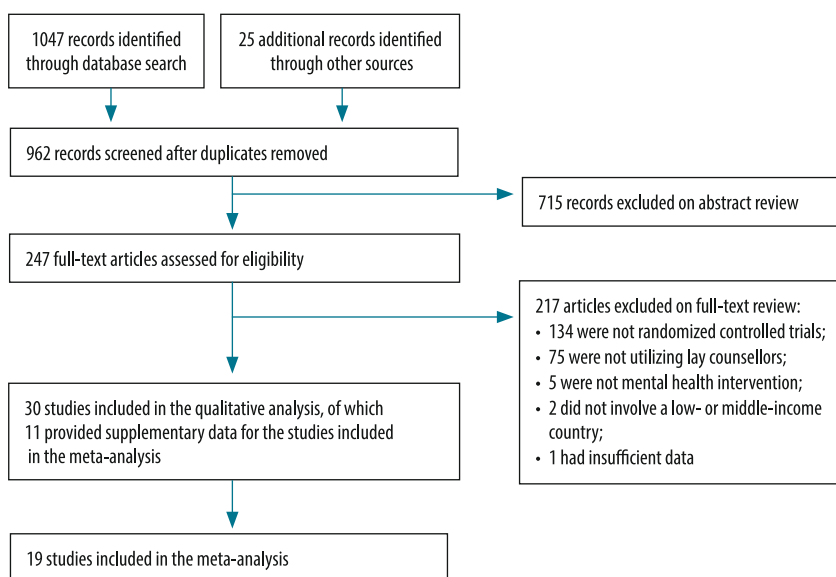 1047 records identified
through database search
25 additional records identified
through other sources
962 records screened after duplicates removed
715 records excluded on abstract review
247 full-text articles assessed for eligibility
217 articles excluded on full-text review:
• 134 were not randomized controlled trials;
• 75 were not utilizing lay counsellors;
• 5 were not mental health intervention;
• 2 did not involve a low- or middle-income
country;
• 1 had insufficient data
30 studies included in the qualitative analysis, of which
11 provided supplementary data for the studies included
in the meta-analysis
19 studies included in the meta-analysis